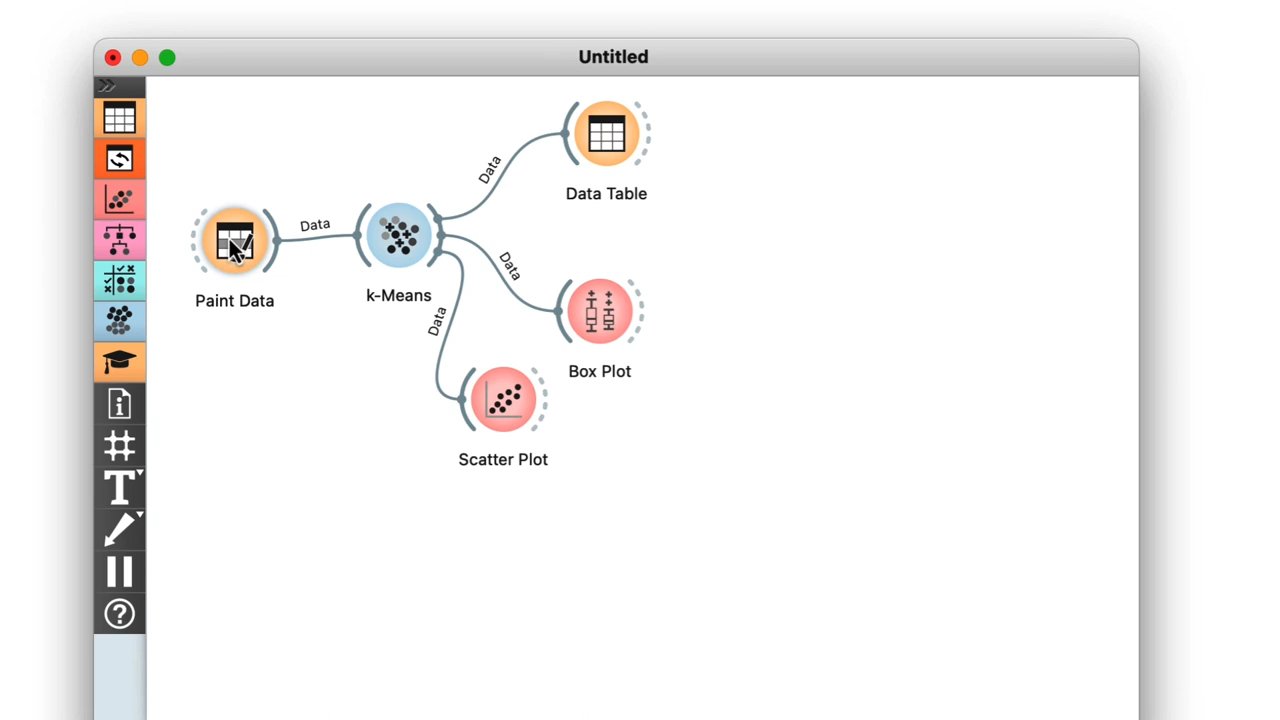 Untitled
Data
Data Table
Data
Paint Data
k-Means
Data
Box Plot
Data
Scatter Plot
T